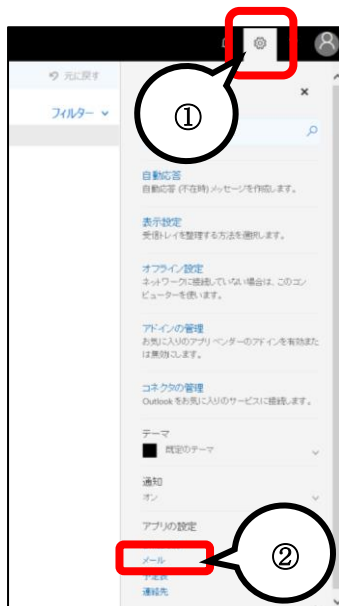 元に戻す
フィルター
①
自動応答
自動応答 (不在時) メッセージを作成します。
表示設定
受信トレイを整理する方法を選択します。
オフライン設定
ネットワークに接続していない場合は、このコン
ピューターを使います。
アドインの管理
お気に入りのアプリ ベンダーのアドインを有効また
は無効にします。
コネクタの管理
Outlook をお気に入りのサービスに接続します。
テーマ
既定のテーマ
通知
オン
アプリの設定
メール
②
予定表
連絡先